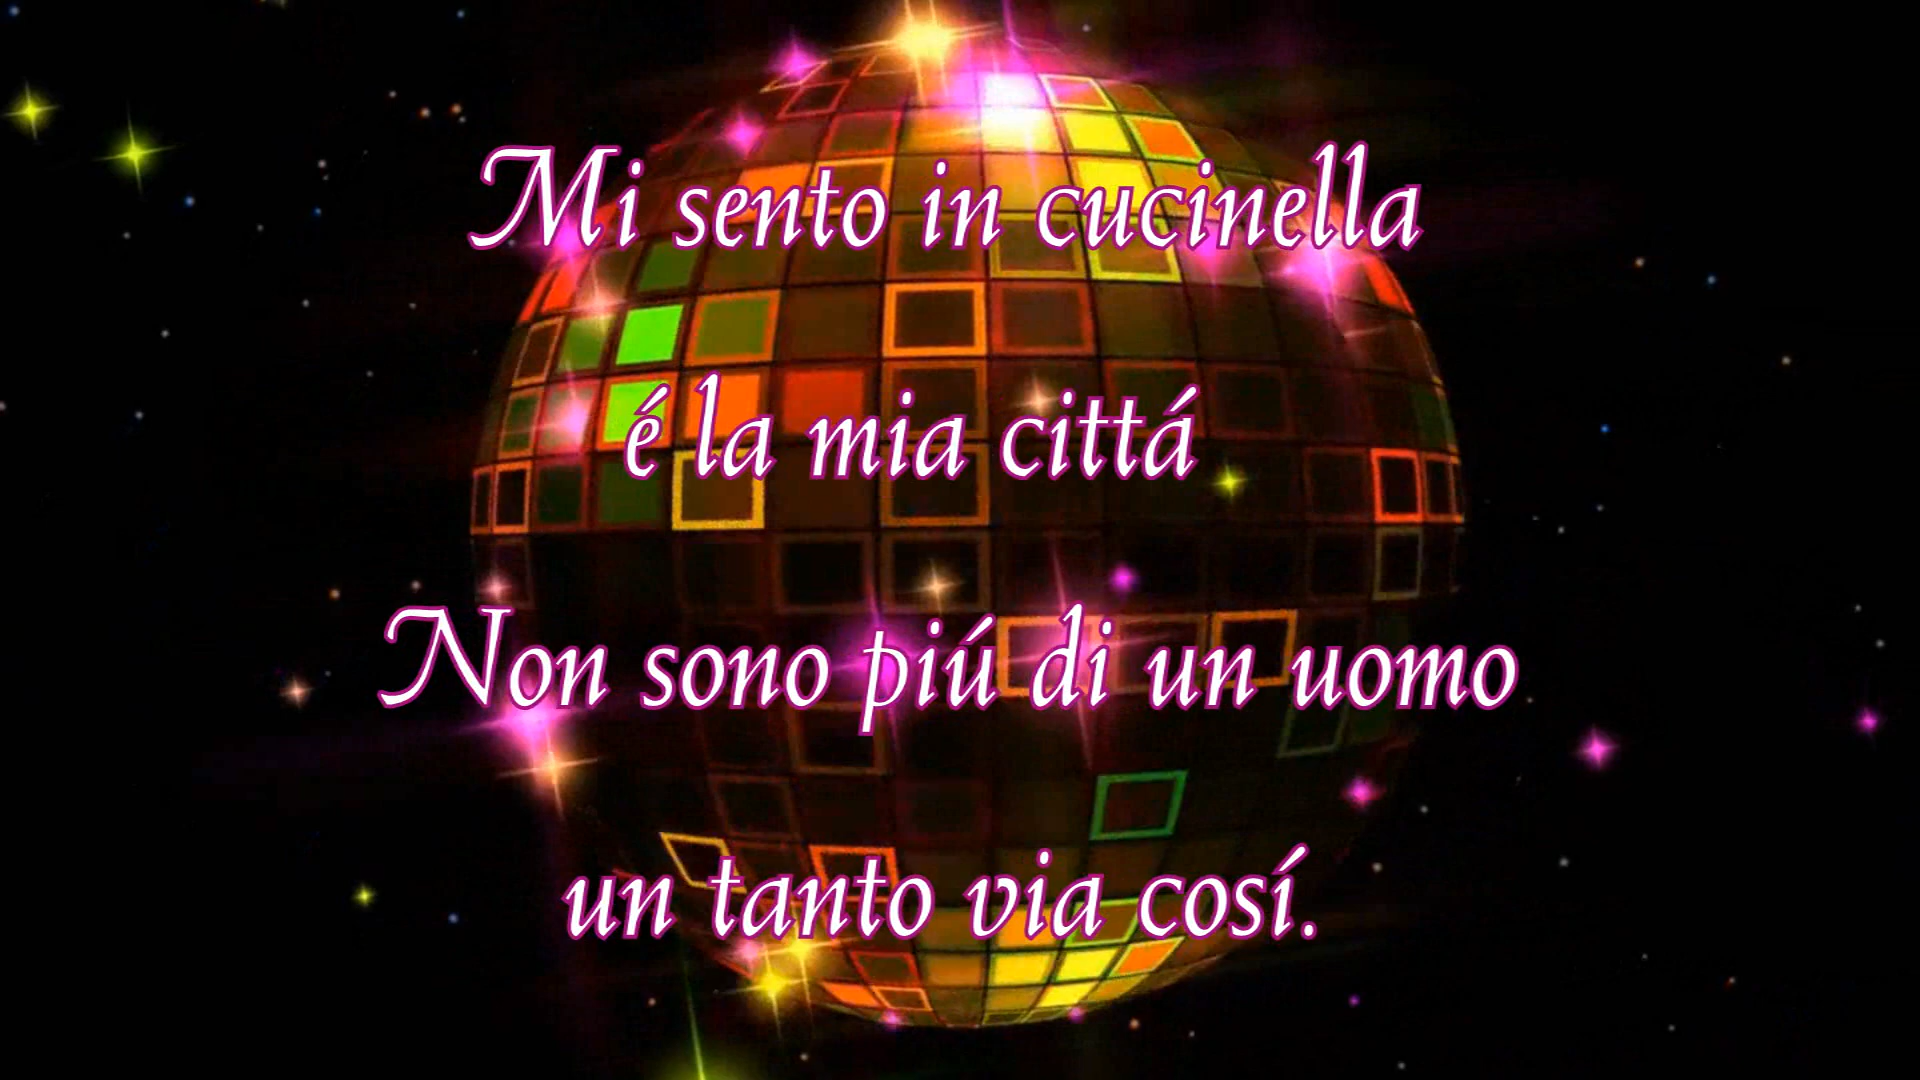 Mi sento in cucinella
é la mia cittá
Non sono piú di un uomo
un tanto via cosí.